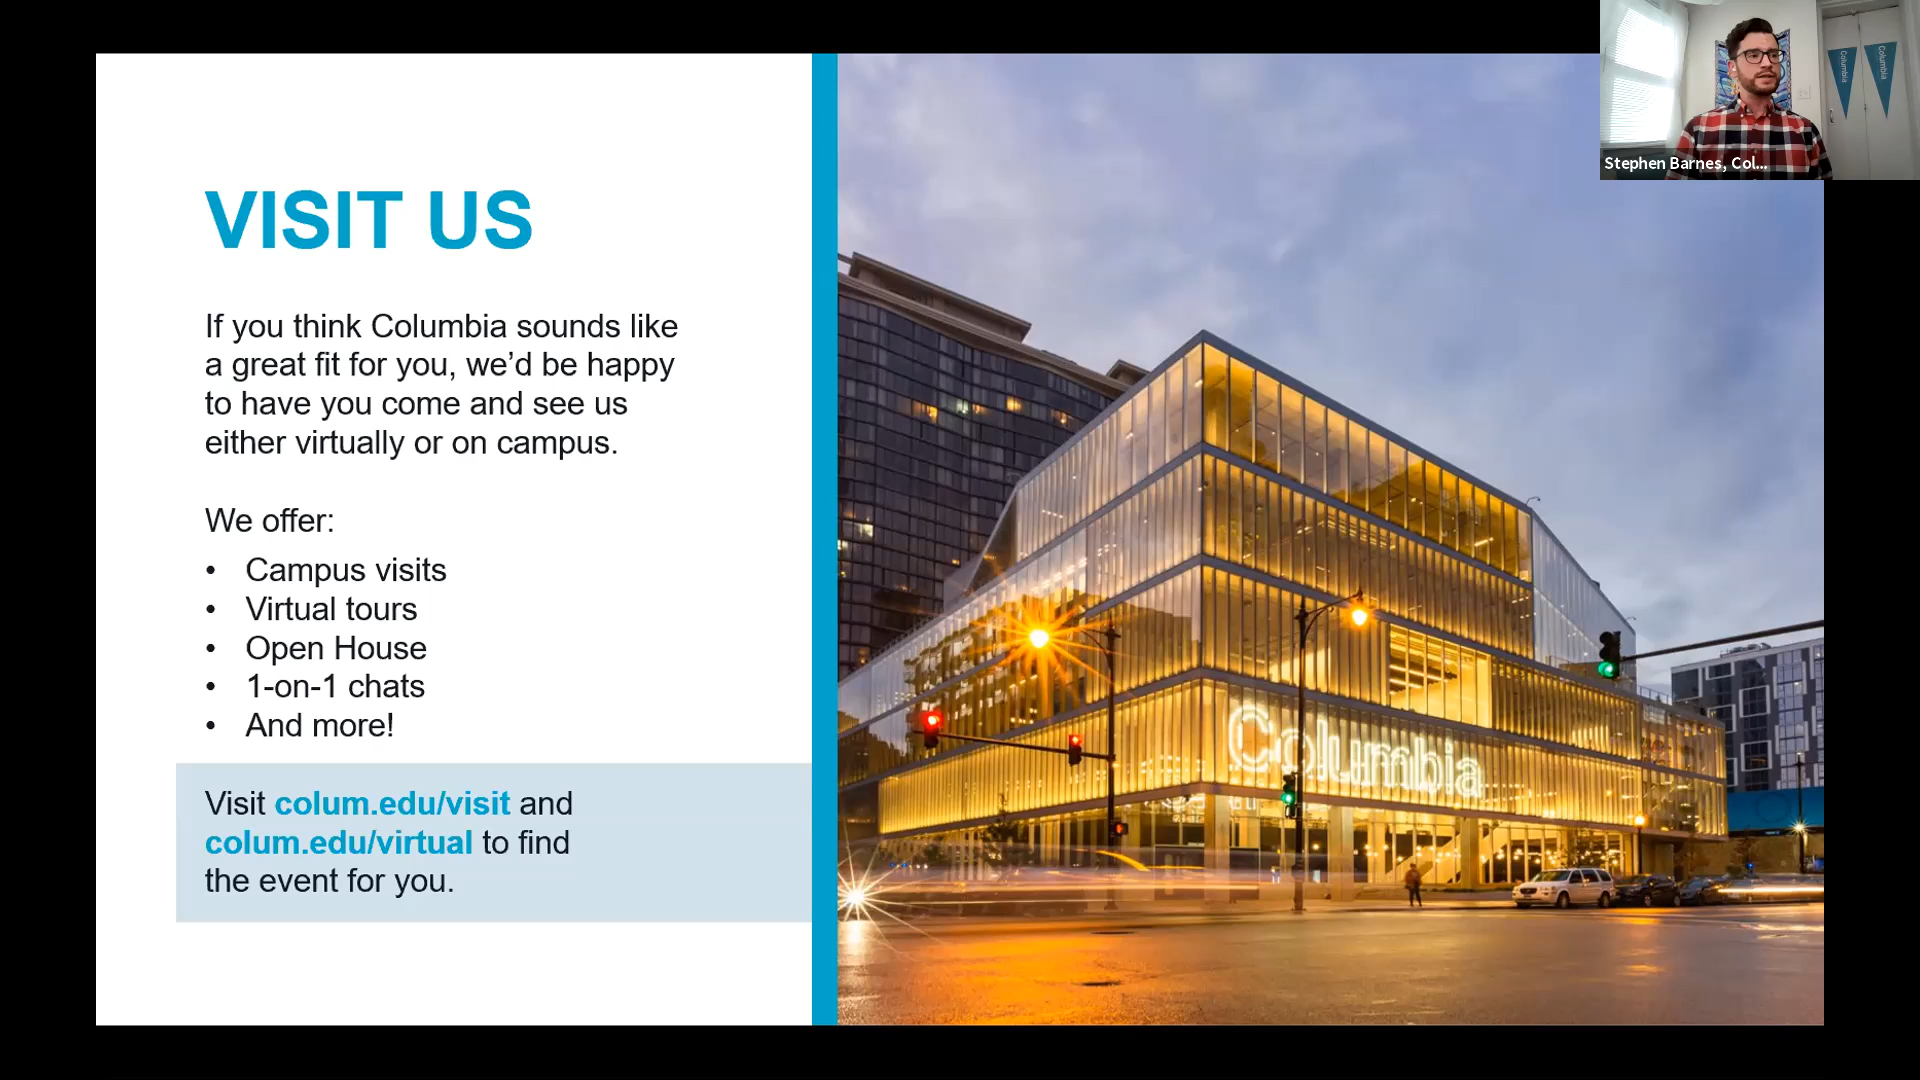 VISIT US
If you think Columbia sounds like
a great fit for you, we’d be happy
to have you come and see us
either virtually or on campus.
We offer:
• Campus visits
• Virtual tours
• Open House
• 1-on-1 chats
• And more!
Visit colum.edu/visit and
colum.edu/virtual to find
the event for you.
Columbia
Columbia
Columbia
Stephen Barnes, Col...